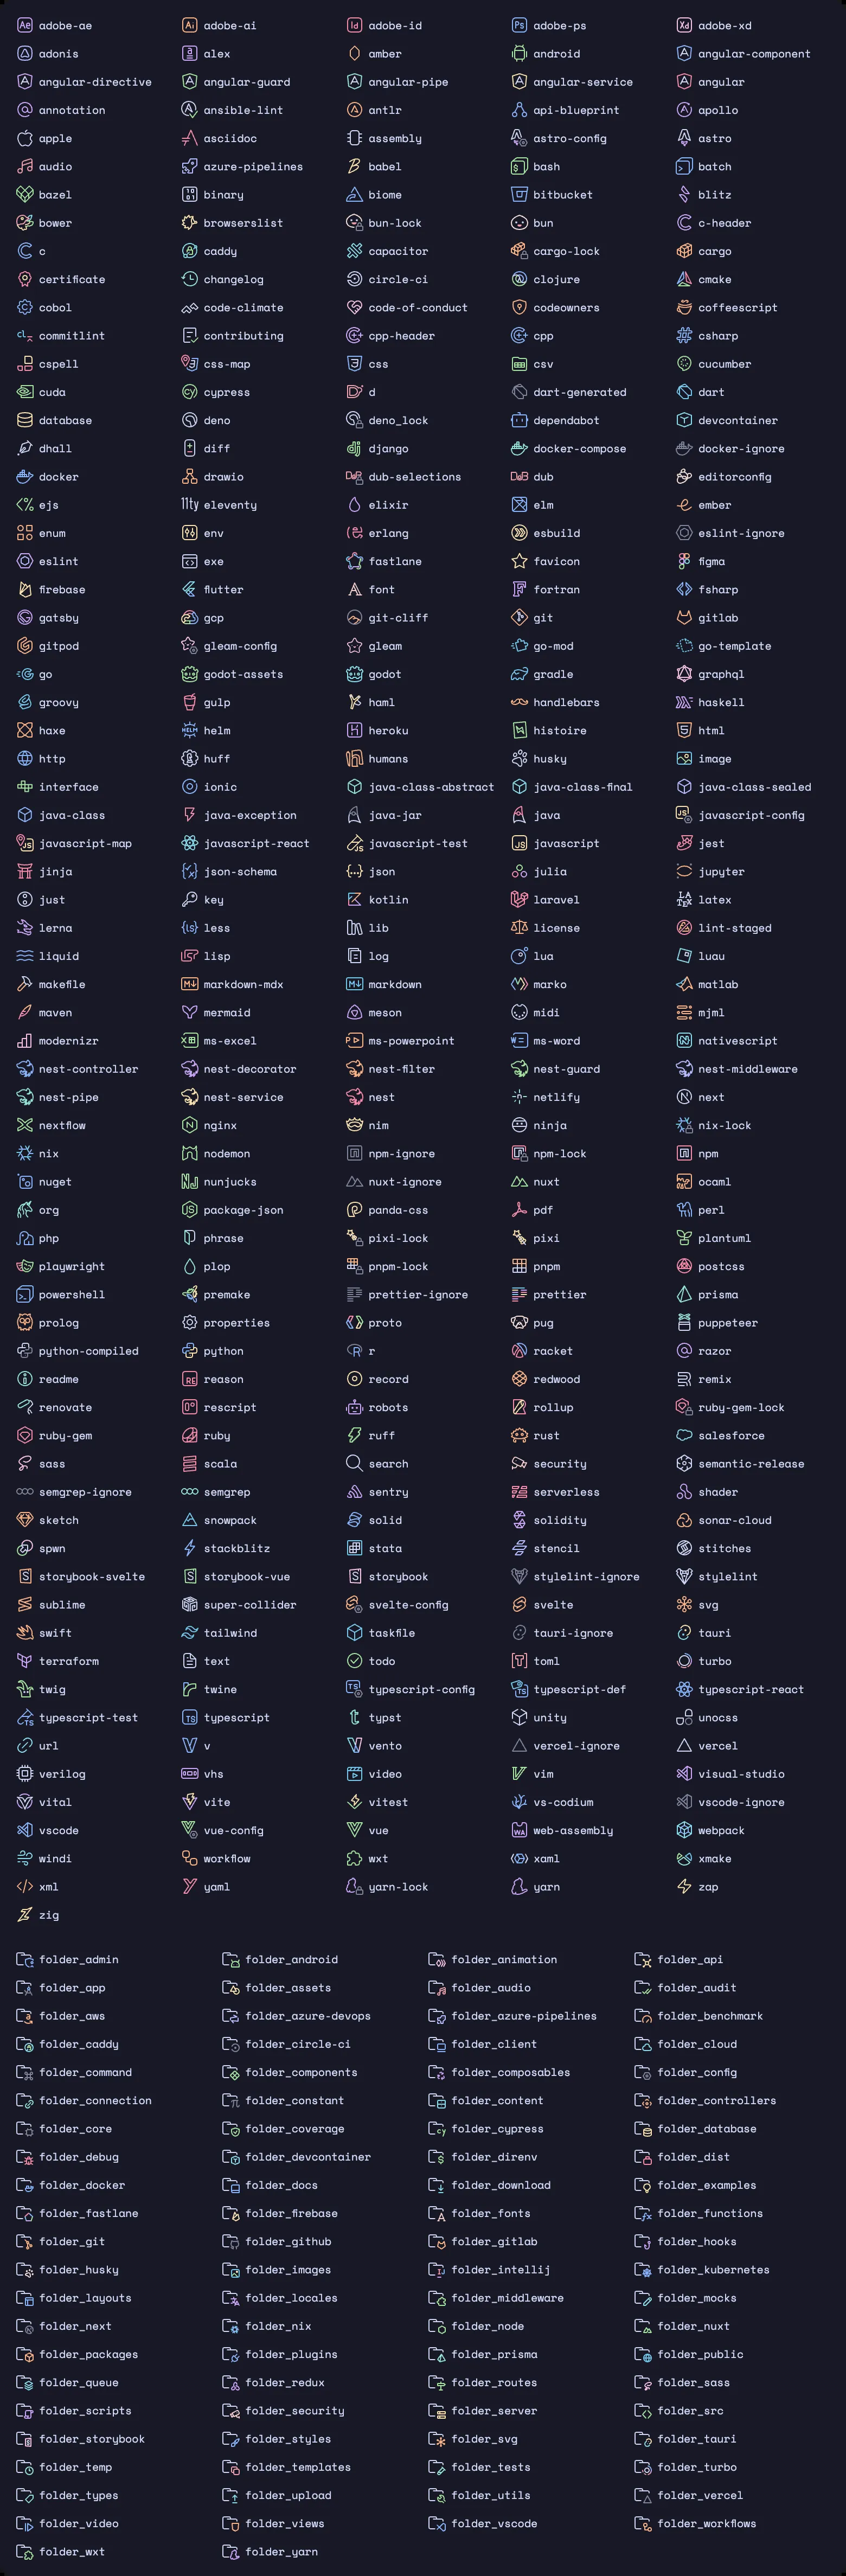 adobe-ae adobe-ai adobe-id adobe-ps adobe-xd
adonis alex amber android angular-component
angular-directive angular-guard angular-pipe angular-service angular
annotation ansible-lint antlr api-blueprint apollo
apple asciidoc assembly astro-config astro
audio azure-pipelines babel bash batch
bazel binary biome bitbucket blitz
bower browserslist bun-lock bun c-header
c caddy capacitor cargo-lock cargo
certificate changelog circle-ci clojure cmake
cobol code-climate code-of-conduct codeowners coffeescript
commitlint contributing cpp-header cpp csharp
cspell css-map css csv cucumber
cuda cypress d dart-generated dart
database deno deno_lock dependabot devcontainer
dhall diff django docker-compose docker-ignore
docker drawio dub-selections dub editorconfig
ejs eleventy elixir elm ember
enum env erlang esbuild eslint-ignore
eslint exe fastlane favicon figma
firebase flutter font fortran fsharp
gatsby gcp git-cliff git gitlab
gitpod gleam-config gleam go-mod go-template
go godot-assets godot gradle graphql
groovy gulp haml handlebars haskell
haxe helm heroku histoire html
http huff humans husky image
interface ionic java-class-abstract java-class-final java-class-sealed
java-class java-exception java-jar java javascript-config
javascript-map javascript-react javascript-test javascript jest
jinja json-schema json julia jupyter
just key kotlin laravel latex
lerna less lib license lint-staged
liquid lisp log lua luau
makefile markdown-mdx markdown marko matlab
maven mermaid meson midi mjml
modernizr ms-excel ms-powerpoint ms-word nativescript
nest-controller nest-decorator nest-filter nest-guard nest-middleware
nest-pipe nest-service nest netlify next
nextflow nginx nim ninja nix-lock
nix nodemon npm-ignore npm-lock npm
nuget nunjucks nuxt-ignore nuxt ocaml
org package-json panda-css pdf perl
php phrase pixi-lock pixi plantuml
playwright plop pnpm-lock pnpm postcss
powershell premake prettier-ignore prettier prisma
prolog properties proto pug puppeteer
python-compiled python r racket razor
readme reason record redwood remix
renovate rescript robots rollup ruby-gem-lock
ruby-gem ruby ruff rust salesforce
sass scala search security semantic-release
semgrep-ignore semgrep sentry serverless shader
sketch snowpack solid solidity sonar-cloud
spwn stackblitz stata stencil stitches
storybook-svelte storybook-vue storybook stylelint-ignore stylelint
sublime super-collider svelte-config svelte svg
swift tailwind taskfile tauri-ignore tauri
terraform text todo toml turbo
twig twine typescript-config typescript-def typescript-react
typescript-test typescript typst unity unocss
url v vento vercel-ignore vercel
verilog vhs video vim visual-studio
vital vite vitest vs-codium vscode-ignore
vscode vue-config vue web-assembly webpack
windi workflow wxt xaml xmake
xml yaml yarn-lock yarn zap
zig
folder_admin folder_android folder_animation folder_api
folder_app folder_assets folder_audio folder_audit
folder_aws folder_azure-devops folder_azure-pipelines folder_benchmark
folder_caddy folder_circle-ci folder_client folder_cloud
folder_command folder_components folder_composables folder_config
folder_connection folder_constant folder_content folder_controllers
folder_core folder_coverage folder_cypress folder_database
folder_debug folder_devcontainer folder_direnv folder_dist
folder_docker folder_docs folder_download folder_examples
folder_fastlane folder_firebase folder_fonts folder_functions
folder_git folder_github folder_gitlab folder_hooks
folder_husky folder_images folder_intellij folder_kubernetes
folder_layouts folder_locales folder_middleware folder_mocks
folder_next folder_nix folder_node folder_nuxt
folder_packages folder_plugins folder_prisma folder_public
folder_queue folder_redux folder_routes folder_sass
folder_scripts folder_security folder_server folder_src
folder_storybook folder_styles folder_svg folder_tauri
folder_temp folder_templates folder_tests folder_turbo
folder_types folder_upload folder_utils folder_vercel
folder_video folder_views folder_vscode folder_workflows
folder_wxt folder_yarn